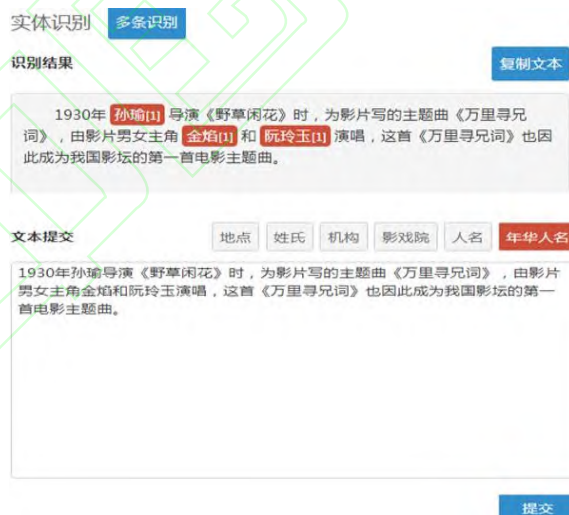 实体识别 多条识别
识别结果 复制文本
1930年 孙瑜[1] 导演《野草闲花》时，为影片写的主题曲《万里寻兄
词》，由影片男女主角 金焰[1] 和 阮玲玉[1] 演唱，这首《万里寻兄词》也因
此成为我国影坛的第一首电影主题曲。
文本提交 地点 姓氏 机构 影戏院 人名 年华人名
1930年孙瑜导演《野草闲花》时，为影片写的主题曲《万里寻兄词》，由影片
男女主角金焰和阮玲玉演唱，这首《万里寻兄词》也因此成为我国影坛的第一
首电影主题曲。
提交